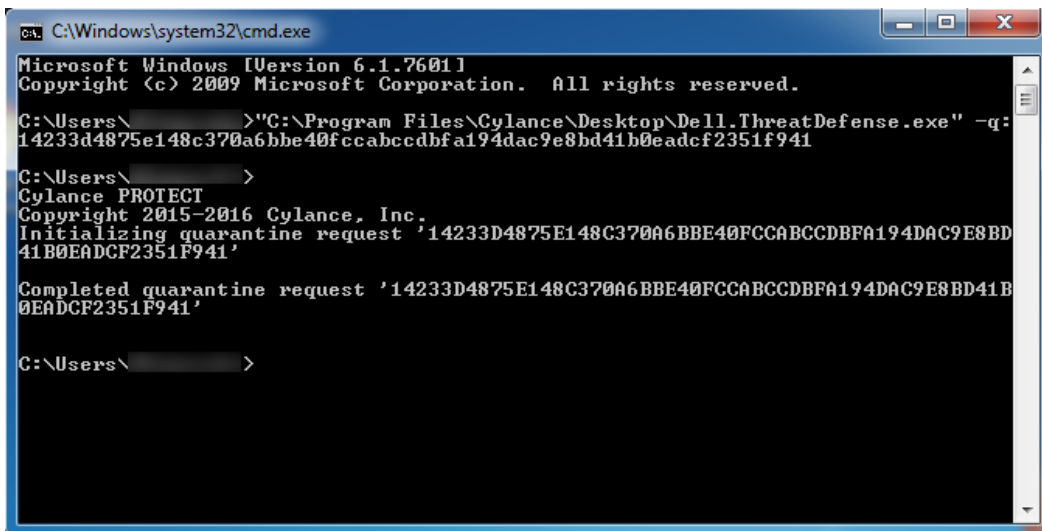 C:\Windows\system32\cmd.exe
Microsoft Windows [Version 6.1.7601]
Copyright (c) 2009 Microsoft Corporation.  All rights reserved.
C:\Users\ >"C:\Program Files\Cylance\Desktop\Dell.ThreatDefense.exe" -q:
14233d4875e148c370a6bbe40fccabccdbfa194dac9e8bd41b0eadcf2351f941
C:\Users\ >
Cylance PROTECT
Copyright 2015-2016 Cylance, Inc.
Initializing quarantine request '14233D4875E148C370A6BBE40FCCABCCDBFA194DAC9E8BD
41B0EADCF2351F941'
Completed quarantine request '14233D4875E148C370A6BBE40FCCABCCDBFA194DAC9E8BD41B
0EADCF2351F941'
C:\Users\ >